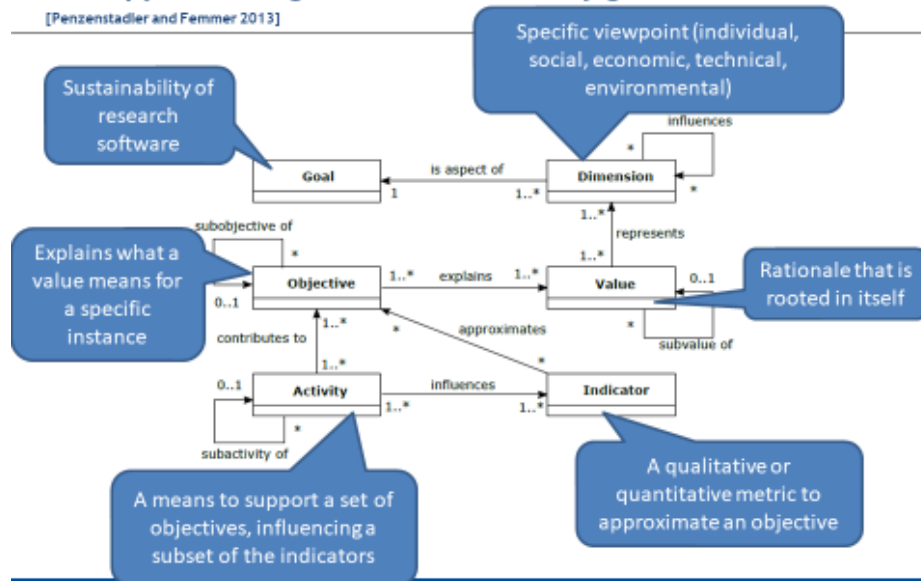 [Penzenstadler and Femmer 2013]
Specific viewpoint (individual,
social, economic, technical,
environmental)
Sustainability of
research
software
influences
*
*
Goal
is aspect of
Dimension
1
1..*
1..*
subobjective of
*
represents
Explains what a
value means for
a specific
instance
1..*
Objective
1..*
explains
1..*
Value
0..1
Rationale that is
rooted in itself
0..1
1..*
*
approximates
*
contributes to
subvalue of
1..*
*
0..1
Activity
influences
Indicator
1..*
1..*
*
subactivity of
A means to support a set of
objectives, influencing a
subset of the indicators
A qualitative or
quantitative metric to
approximate an objective